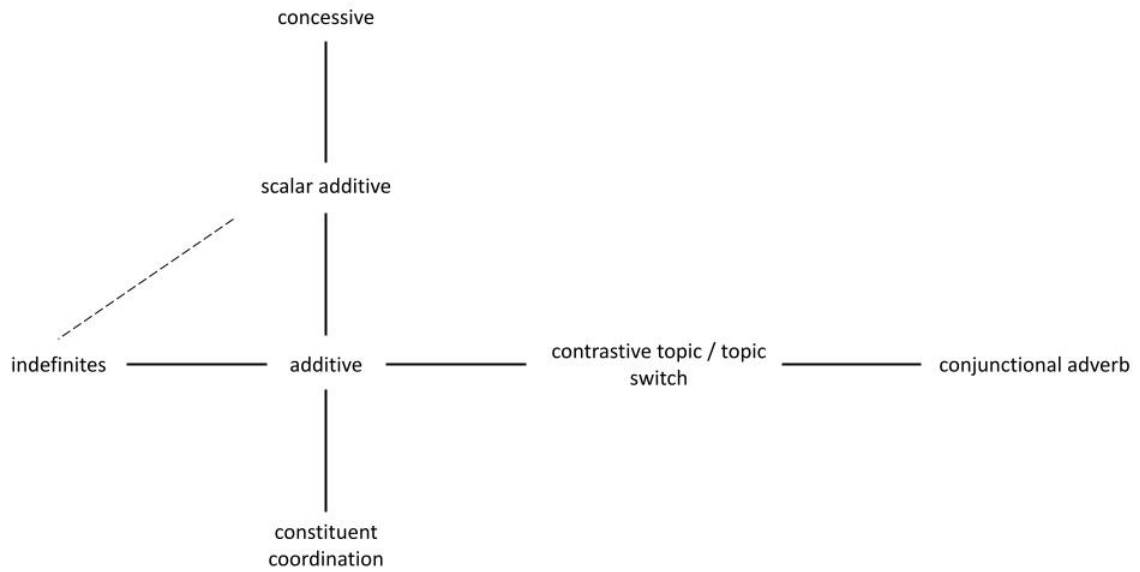 concessive
scalar additive
indefinites
additive
contrastive topic / topic
switch
conjunctional adverb
constituent
coordination